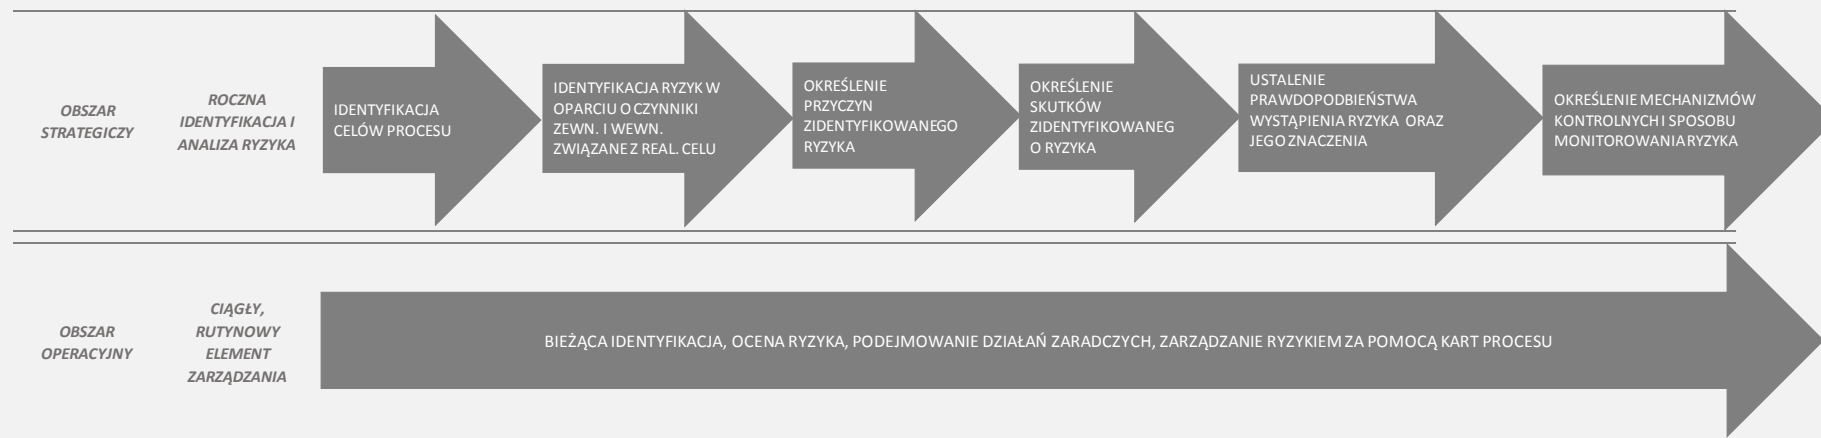 OBSZAR
STRATEGICZY
ROCZNA
IDENTYFIKACJA I
ANALIZA RYZYKA
IDENTYFIKACJA
CELÓW PROCESU
IDENTYFIKACJA RYZYK W
OPARCIU O CZYNNIKI
ZEWN. I WEWN.
ZWIĄZANE Z REAL. CELU
OKREŚLENIE
PRZYCZYN
ZIDENTYFIKOWANEGO
RYZYKA
OKREŚLENIE
SKUTKÓW
ZIDENTYFIKOWANEG
O RYZYKA
USTALENIE
PRAWDOPODBIEŃSTWA
WYSTĄPIENIA RYZYKA ORAZ
JEGO ZNACZENIA
OKREŚLENIE MECHANIZMÓW
KONTROLNYCH I SPOSOBU
MONITOROWANIA RYZYKA
OBSZAR
OPERACYJNY
CIĄGŁY,
RUTYNOWY
ELEMENT
ZARZĄDZANIA
BIEŻĄCA IDENTYFIKACJA, OCENA RYZYKA, PODEJMOWANIE DZIAŁAŃ ZARADCZYCH, ZARZĄDZANIE RYZYKIEM ZA POMOCĄ KART PROCESU